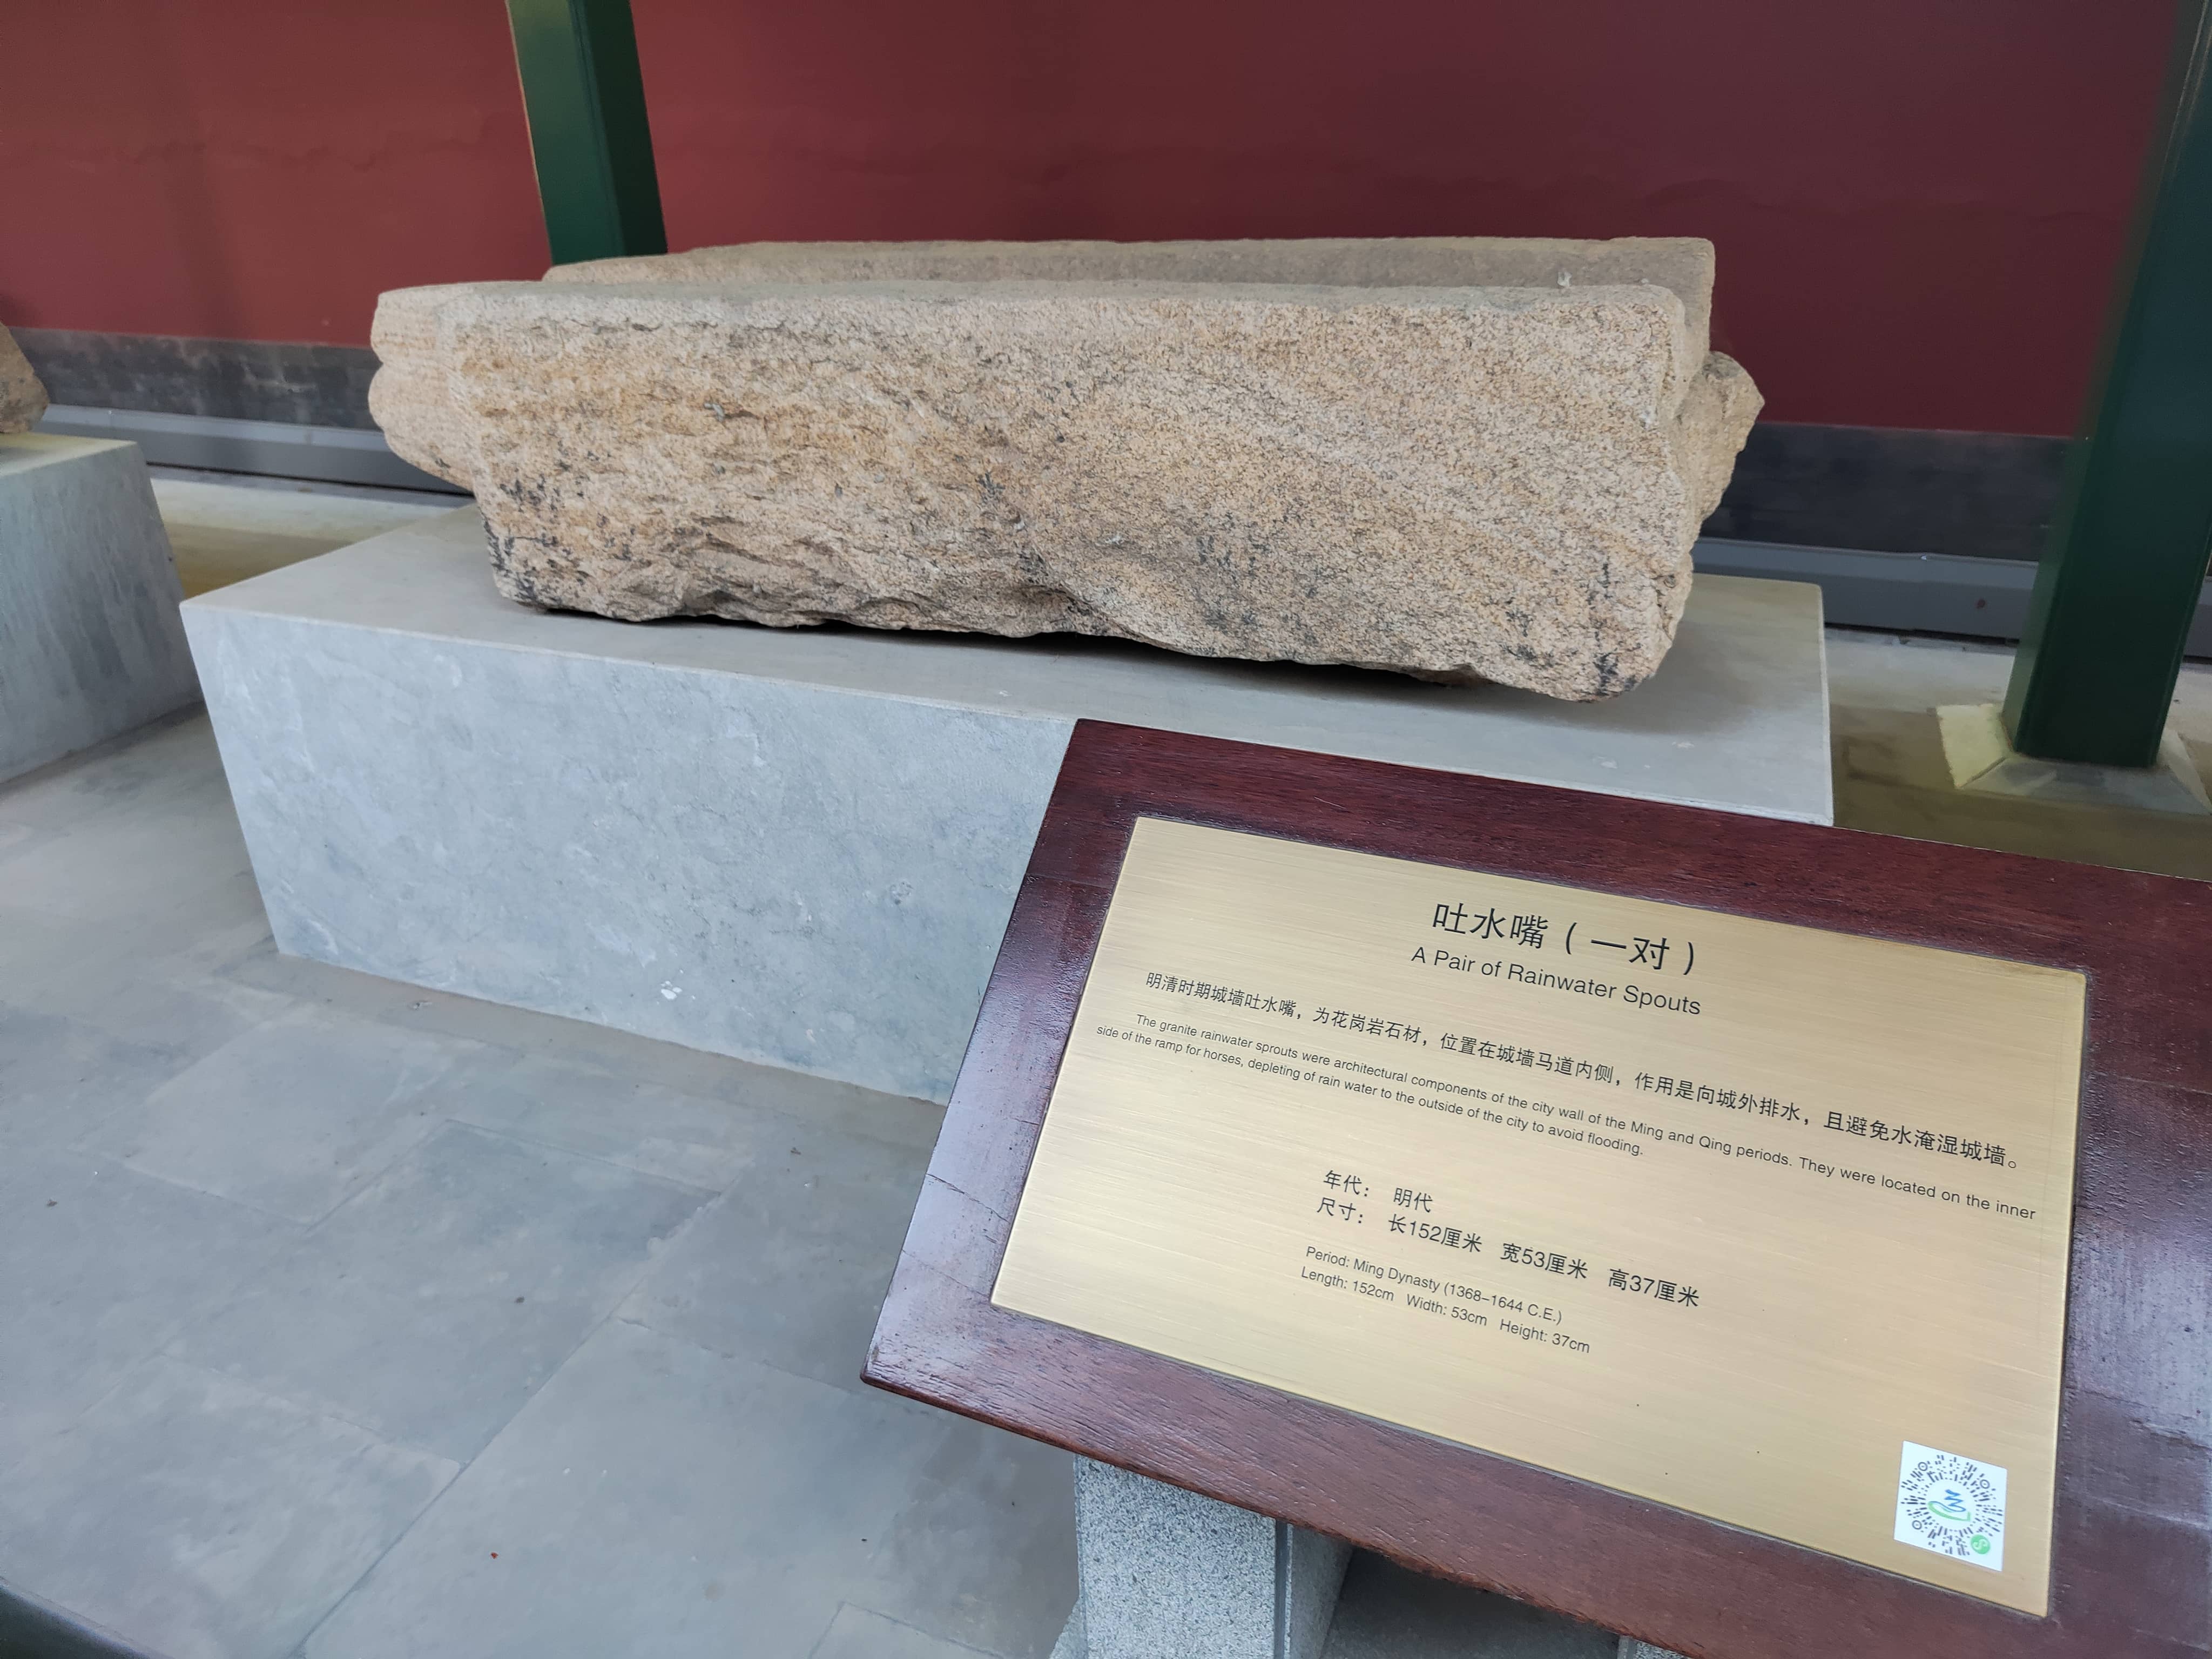 吐水嘴（一对）
A Pair of Rainwater Spouts
明清时期城墙吐水嘴，为花岗岩石材，位置在城墙马道内侧，作用是向城外排水，且避免水淹湿城墙。
The granite rainwater sprouts were architectural components of the city wall of the Ming and Qing periods. They were located on the inner
side of the ramp for horses, depleting of rain water to the outside of the city to avoid flooding.
年代： 明代
尺寸： 长152厘米 宽53厘米 高37厘米
Period: Ming Dynasty (1368–1644 C.E.)
Length: 152cm Width: 53cm Height: 37cm